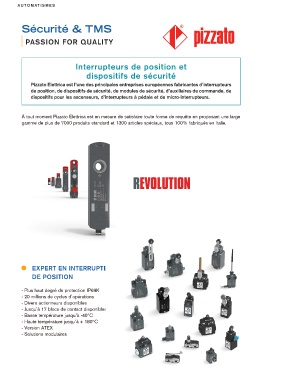 AUTOMATISMES
Sécurité & TMS
PASSION FOR QUALITY
pizzato
Interrupteurs de position et
dispositifs de sécurité
Pizzato Elettrica est l'une des principales entreprises européennes fabricantes d'interrupteurs
de position, de dispositifs de sécurité, de modules de sécurité, d'auxiliaires de commande, de
dispositifs pour les ascenseurs, d'interrupteurs à pédale et de micro-interrupteurs.
À tout moment Pizzato Elettrica est en mesure de satisfaire toute forme de requête en proposant une large
gamme de plus de 7000 produits standard et 1300 articles spéciaux, tous 100% fabriqués en Italie.
REVOLUTION
EXPERT EN INTERRUPTI
DE POSITION
- Plus haut degré de protection IP69K
- 20 millions de cycles d'opérations
- Divers actionneurs disponibles
- Jusqu'à 17 blocs de contact disponibles
- Basse température jusqu'à -40°C
- Haute température jusqu'à + 180°C
- Version ATEX
- Solutions modulaires